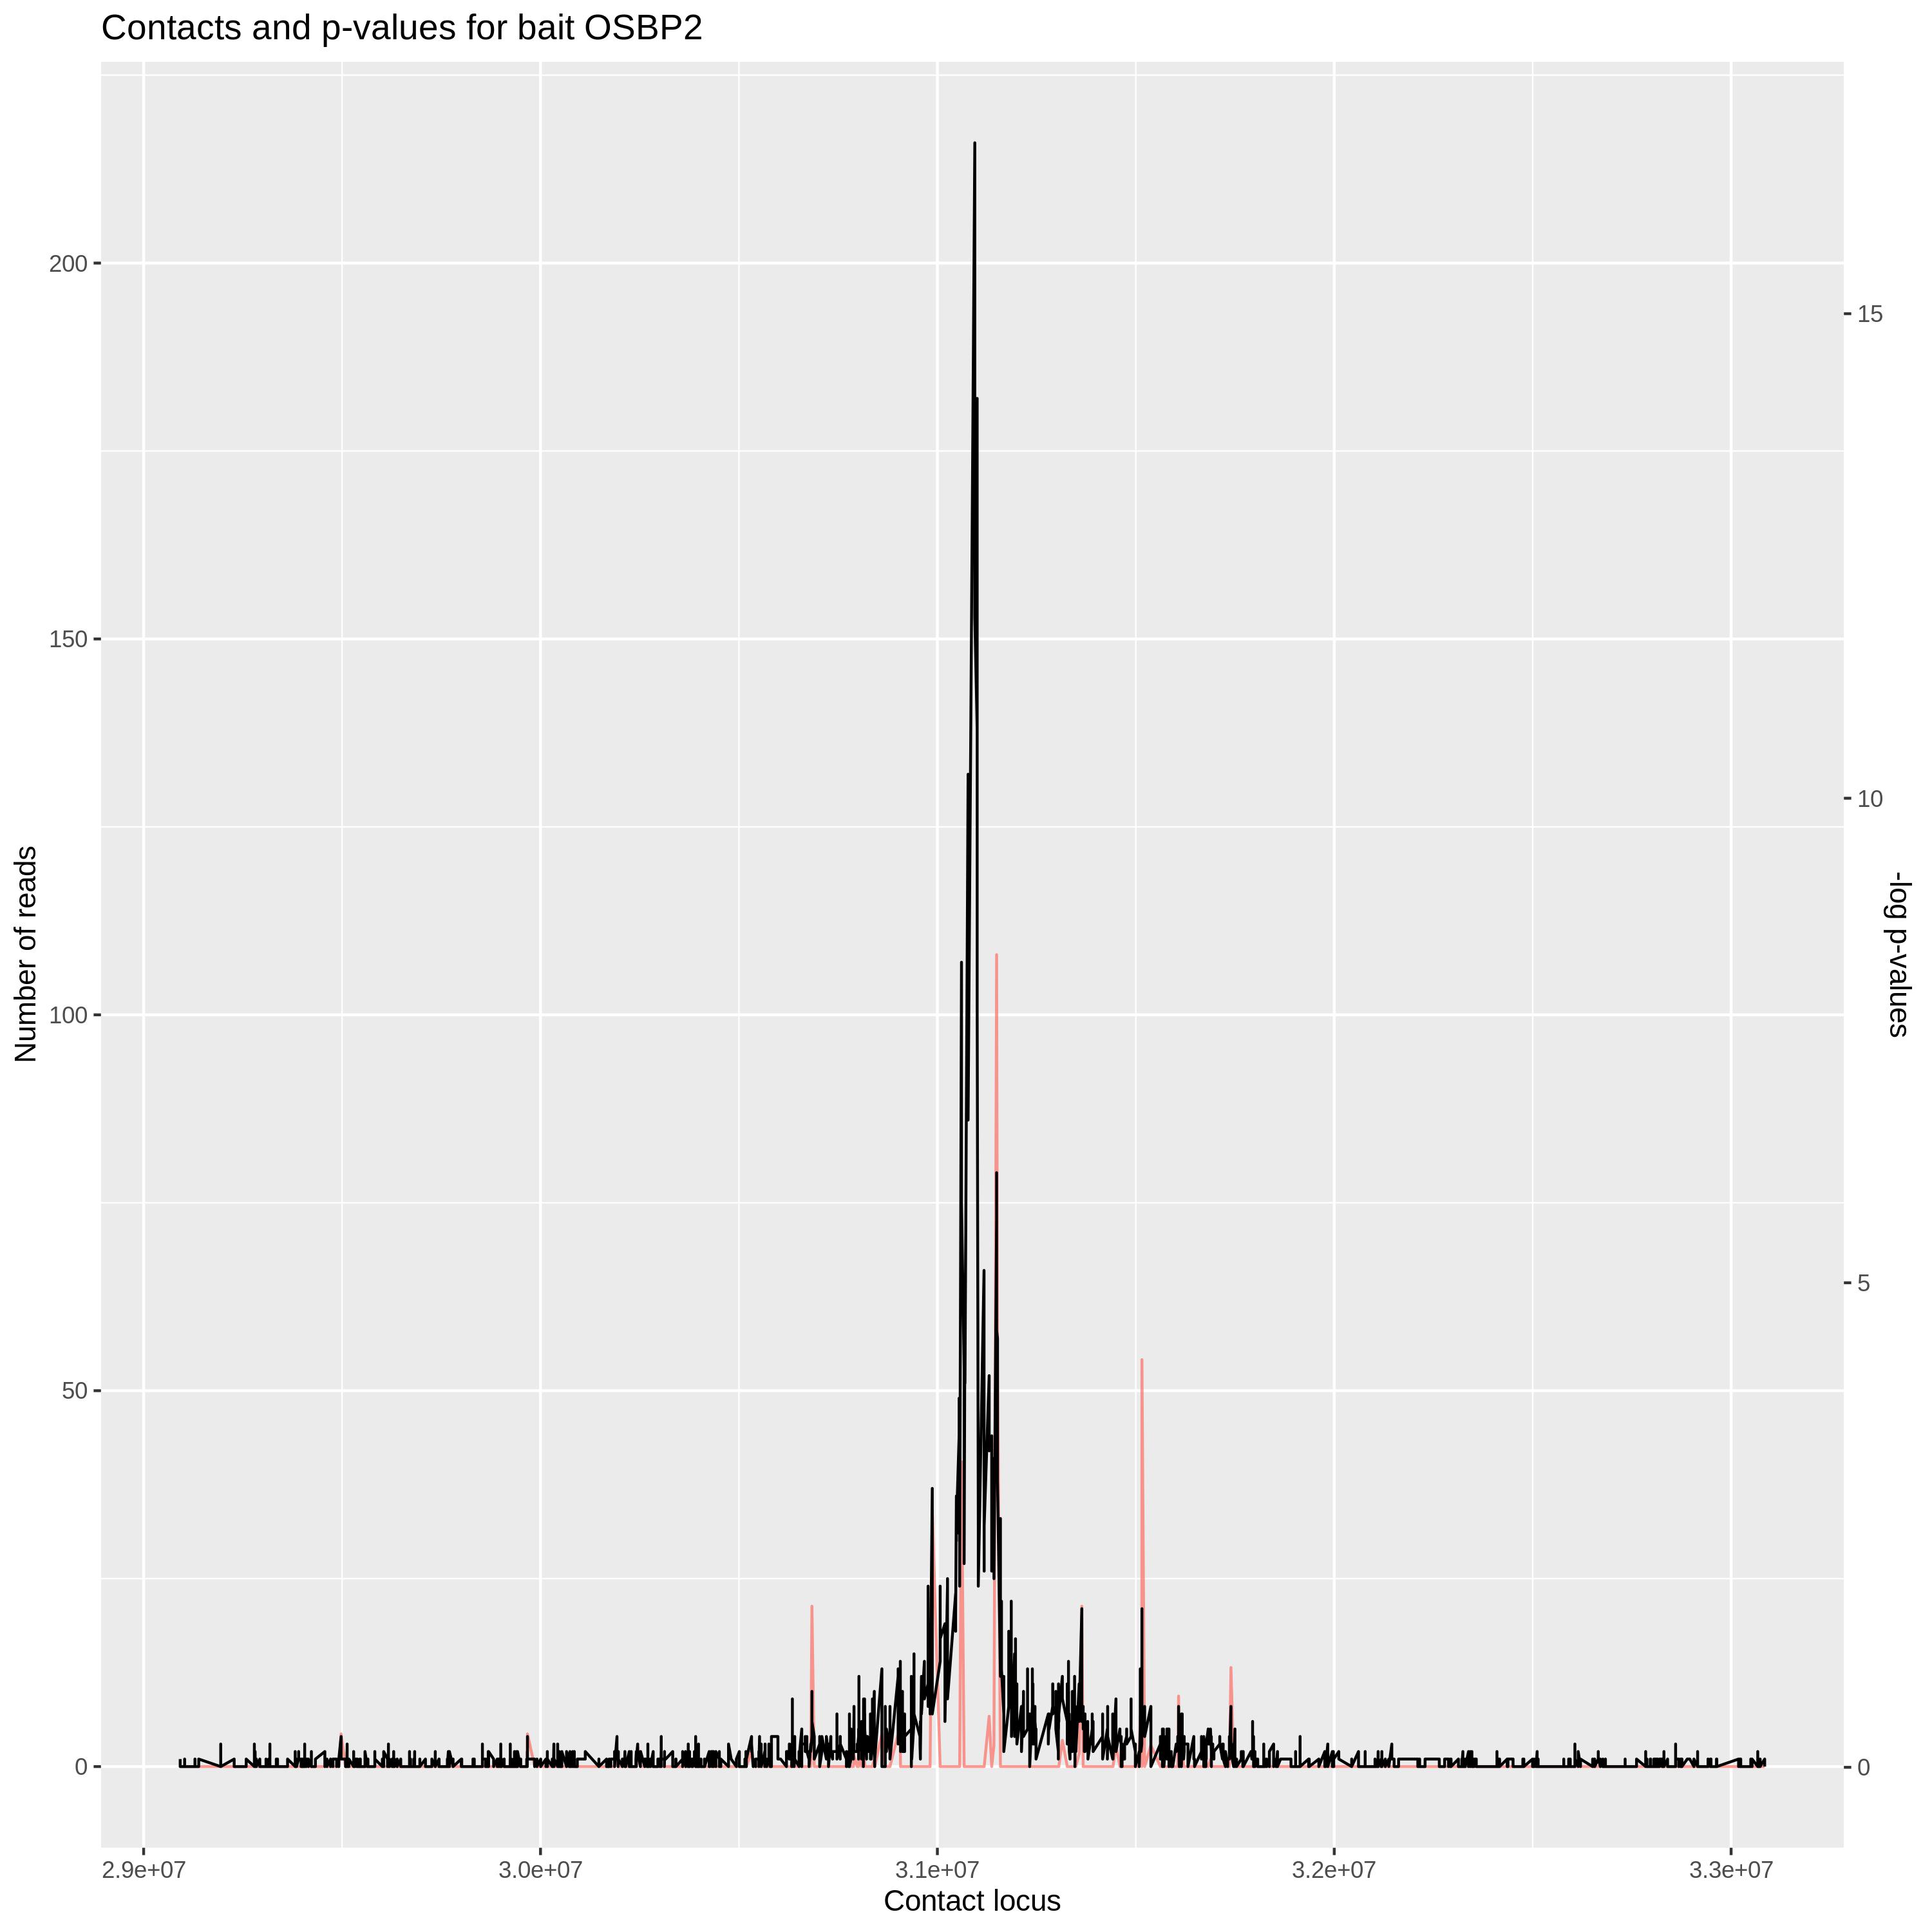 Contacts and p-values for bait OSBP2
Number of reads
200
150
100
50
0
15
10
5
0
-log p-values
2.9e+07
3.0e+07
3.1e+07
3.2e+07
3.3e+07
Contact locus